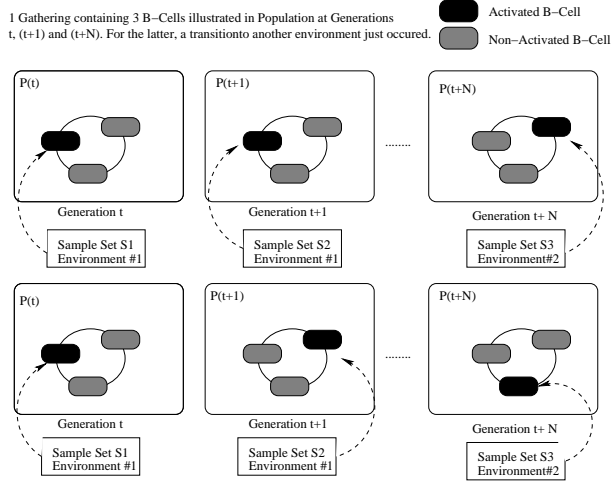 1 Gathering containing 3 B−Cells illustrated in Population at Generations
t, (t+1) and (t+N). For the latter, a transitionto another environment just occured.
Activated B−Cell
Non−Activated B−Cell
P(t)
P(t+1)
P(t+N)
........
Generation t
Generation t+1
Generation t+ N
Sample Set S1
Environment #1
Sample Set S2
Environment #1
Sample Set S3
Environment#2
P(t)
P(t+1)
P(t+N)
........
Generation t
Generation t+1
Generation t+ N
Sample Set S1
Environment #1
Sample Set S2
Environment #1
Sample Set S3
Environment#2